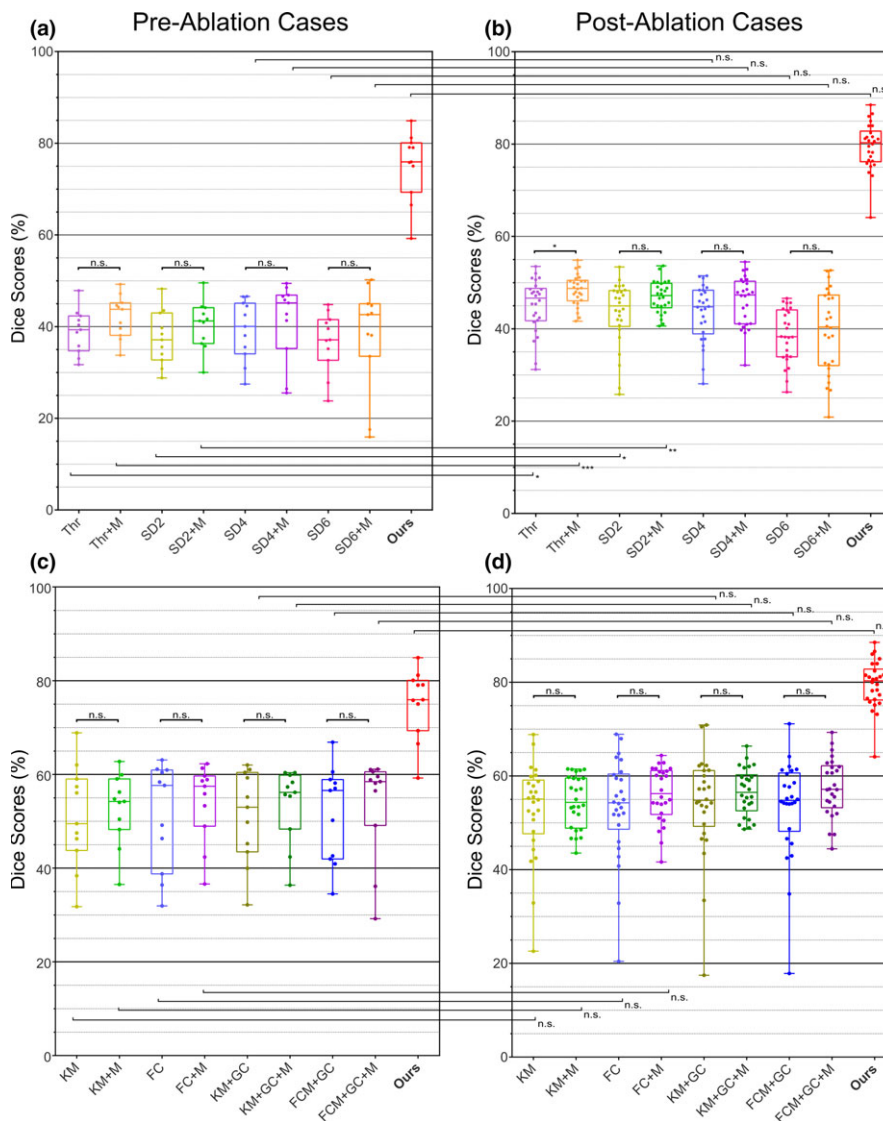 Pre-Ablation Cases
Post-Ablation Cases
(a)
(b)
100
80
60
40
20
0
Dice Scores (%)
n.s.
n.s.
n.s.
n.s.
Thr
Thr+M
SD2
SD2+M
SD4
SD4+M
SD6
SD6+M
Ours
100
80
60
40
20
0
Dice Scores (%)
n.s.
n.s.
n.s.
n.s.
n.s
*
n.s.
n.s.
n.s.
**
*
***
*
Thr
Thr+M
SD2
SD2+M
SD4
SD4+M
SD6
SD6+M
Ours
(c)
(d)
100
80
60
40
20
0
Dice Scores (%)
n.s.
n.s.
n.s.
n.s.
KM
KM+M
FC
FC+M
KM+GC
KM+GC+M
FCM+GC
FCM+GC+M
Ours
100
80
60
40
20
0
Dice Scores (%)
n.s.
n.s.
n.s.
n.s.
n.s
n.s.
n.s.
n.s.
n.s.
n.s.
n.s.
n.s.
n.s.
KM
KM+M
FC
FC+M
KM+GC
KM+GC+M
FCM+GC
FCM+GC+M
Ours